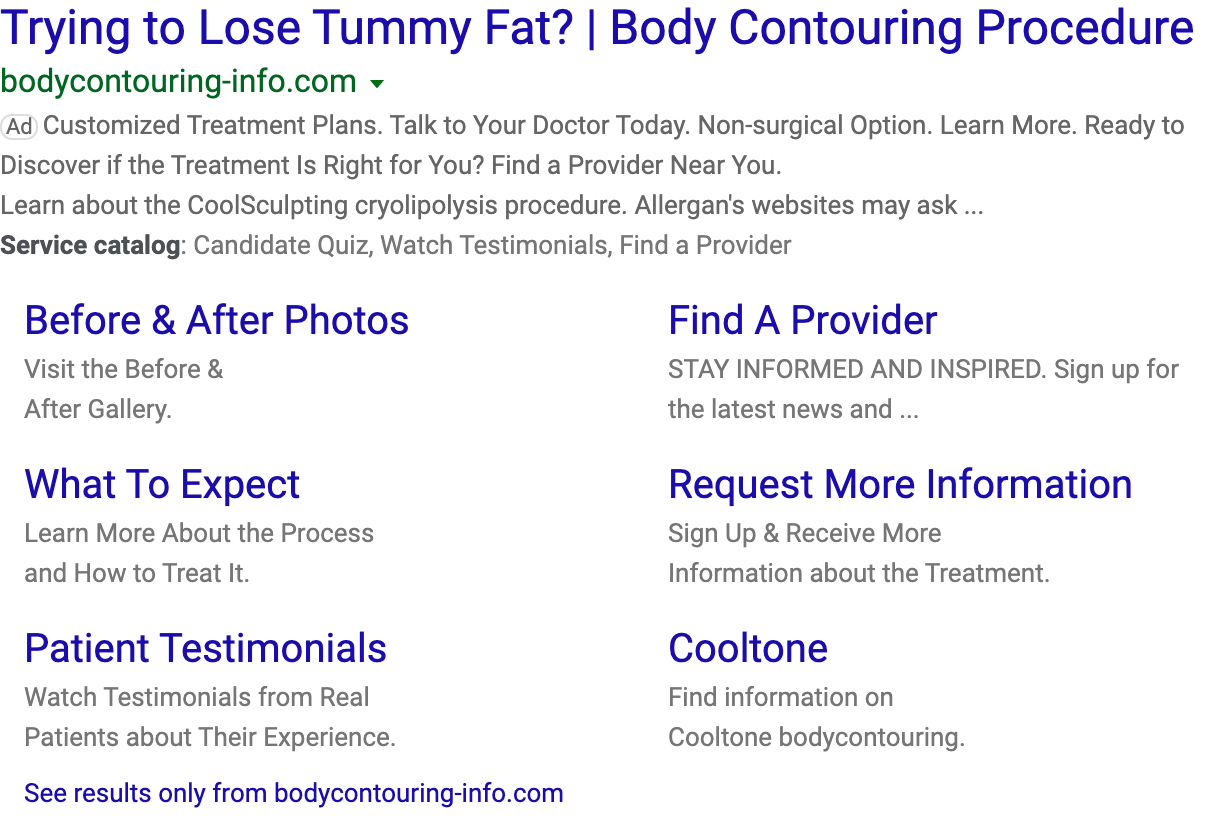 Trying to Lose Tummy Fat? | Body Contouring Procedure
bodycontouring-info.com
Ad Customized Treatment Plans. Talk to Your Doctor Today. Non-surgical Option. Learn More. Ready to
Discover if the Treatment Is Right for You? Find a Provider Near You.
Learn about the CoolSculpting cryolipolysis procedure. Allergan's websites may ask ...
Service catalog: Candidate Quiz, Watch Testimonials, Find a Provider
Before & After Photos
Visit the Before &
After Gallery.
Find A Provider
STAY INFORMED AND INSPIRED. Sign up for
the latest news and ...
What To Expect
Learn More About the Process
and How to Treat It.
Request More Information
Sign Up & Receive More
Information about the Treatment.
Patient Testimonials
Watch Testimonials from Real
Patients about Their Experience.
Cooltone
Find information on
Cooltone bodycontouring.
See results only from bodycontouring-info.com